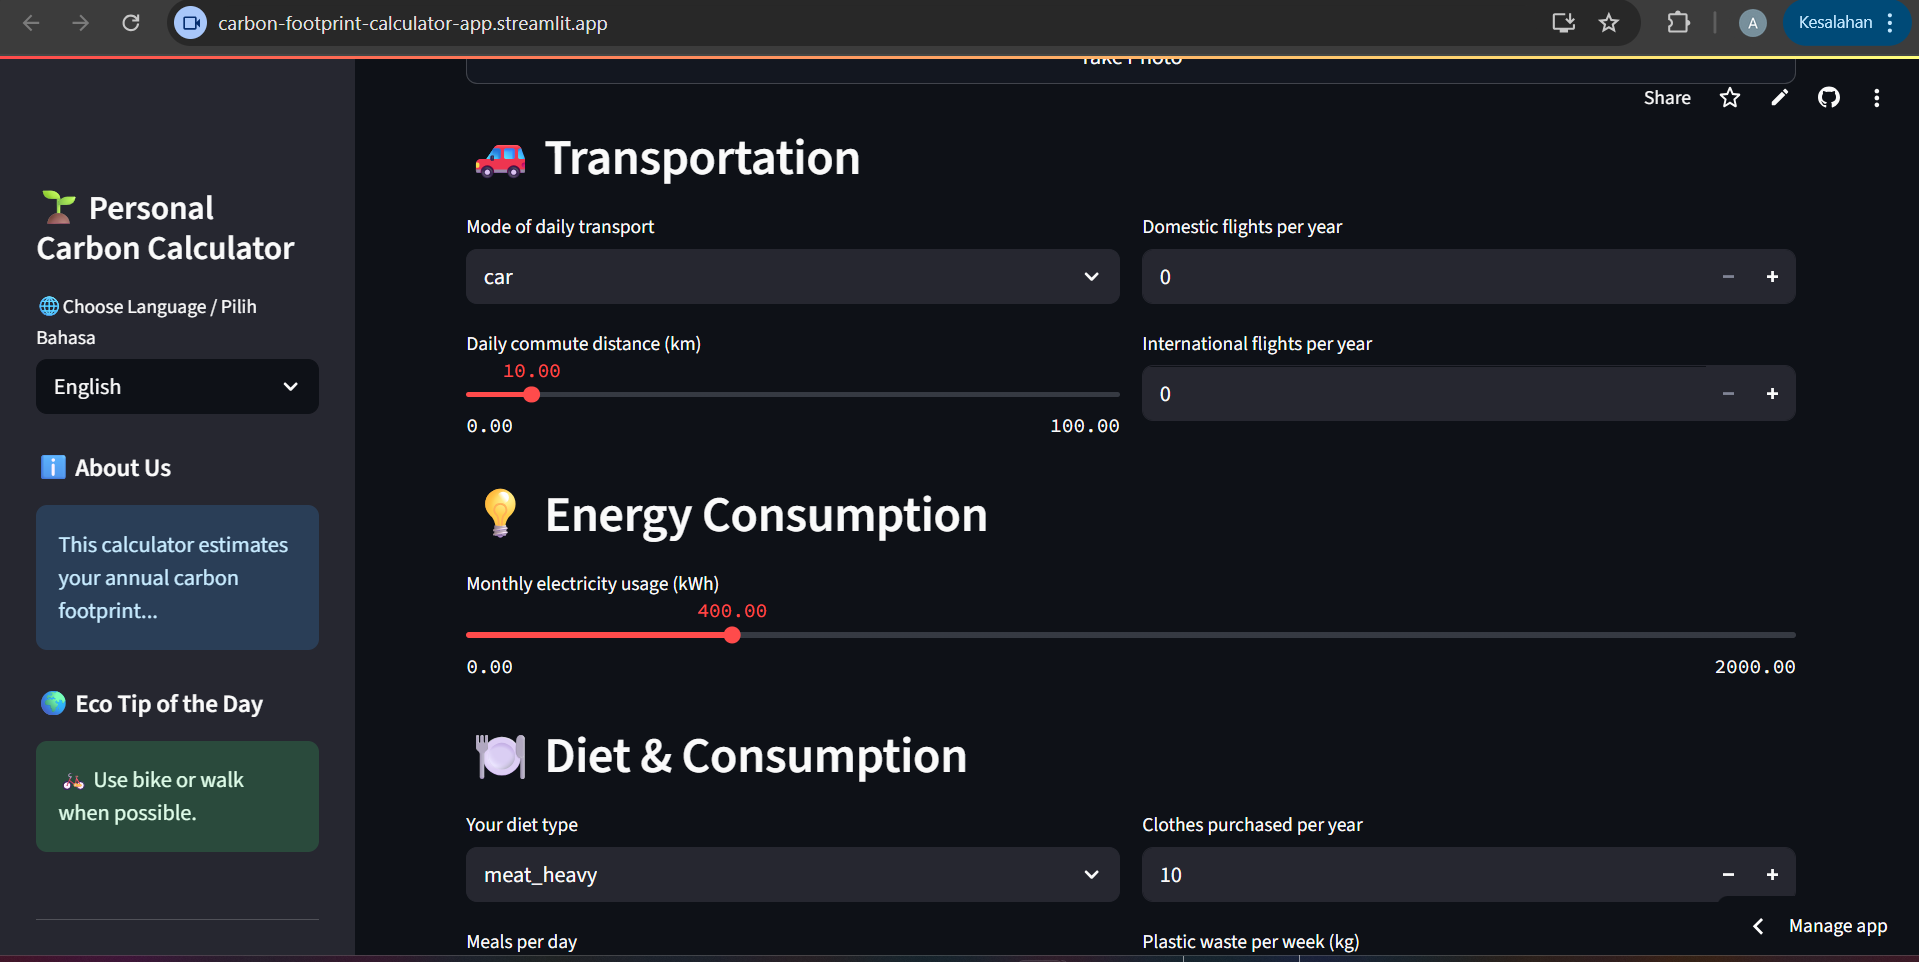 carbon-footprint-calculator-app.streamlit.app
A
Kesalahan
Take Photo
Share
Personal
Carbon Calculator
Choose Language / Pilih
Bahasa
English
About Us
This calculator estimates
your annual carbon
footprint...
Eco Tip of the Day
Use bike or walk
when possible.
Transportation
Mode of daily transport
car
Daily commute distance (km)
10.00
0.00
100.00
Domestic flights per year
0
International flights per year
0
Energy Consumption
Monthly electricity usage (kWh)
400.00
0.00
2000.00
Diet & Consumption
Your diet type
meat_heavy
Clothes purchased per year
10
Meals per day
Plastic waste per week (kg)
Manage app